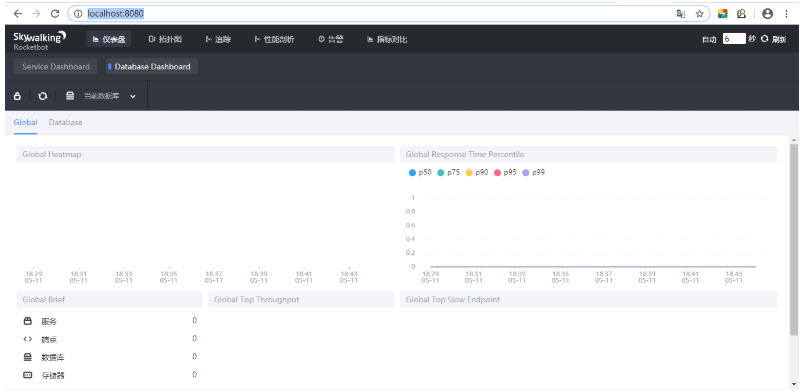 localhost:8080
Skywalking
Rocketbot
仪表盘 拓扑图 追踪 性能剖析 告警 指标对比 自动 6 秒 刷新
Service Dashboard Database Dashboard
当前数据库
Global Database
Global Heatmap Global Response Time Percentile
p50 p75 p90 p95 p99
1
0.8
0.6
0.4
0.2
0
18:29 18:31 18:33 18:35 18:37 18:39 18:41 18:43 18:29 18:31 18:33 18:35 18:37 18:39 18:41 18:43
05-11 05-11 05-11 05-11 05-11 05-11 05-11 05-11 05-11 05-11 05-11 05-11 05-11 05-11 05-11 05-11
Global Brief Global Top Throughput Global Top Slow Endpoint
服务 0
端点 0
数据库 0
存储器 0